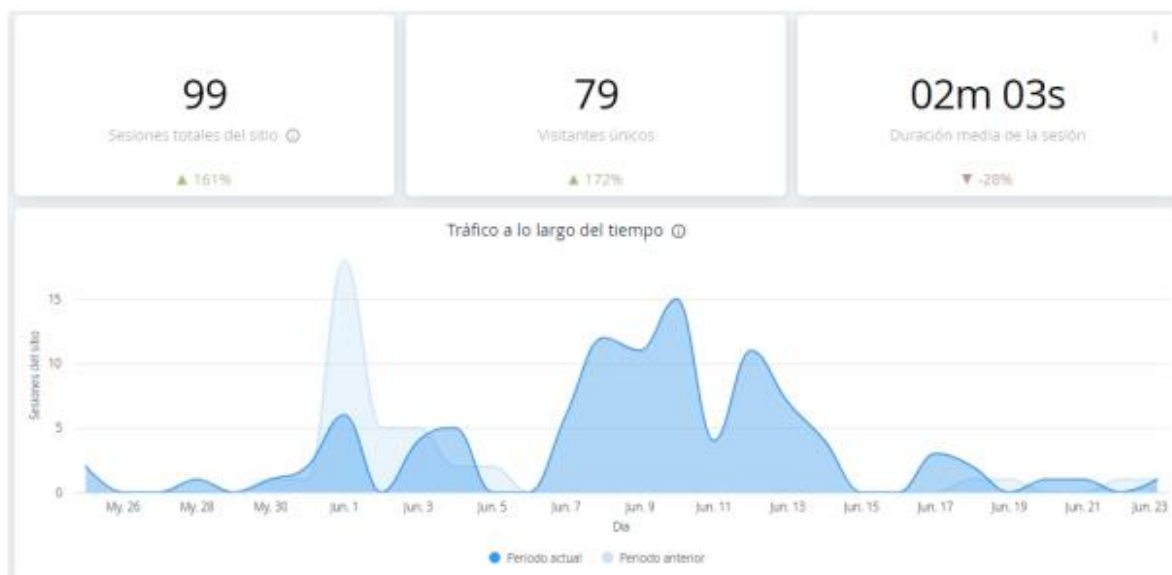 99
79
02m 03s
Sesiones totales del sitio
Visitantes únicos
Duración media de la sesión
▲ 161%
▲ 172%
▼ -28%
Tráfico a lo largo del tiempo
15
10
5
0
Sesiones del sitio
My. 26
My. 28
My. 30
Jun. 1
Jun. 3
Jun. 5
Jun. 7
Jun. 9
Jun. 11
Jun. 13
Jun. 15
Jun. 17
Jun. 19
Jun. 21
Jun. 23
Día
Periodo actual
Periodo anterior